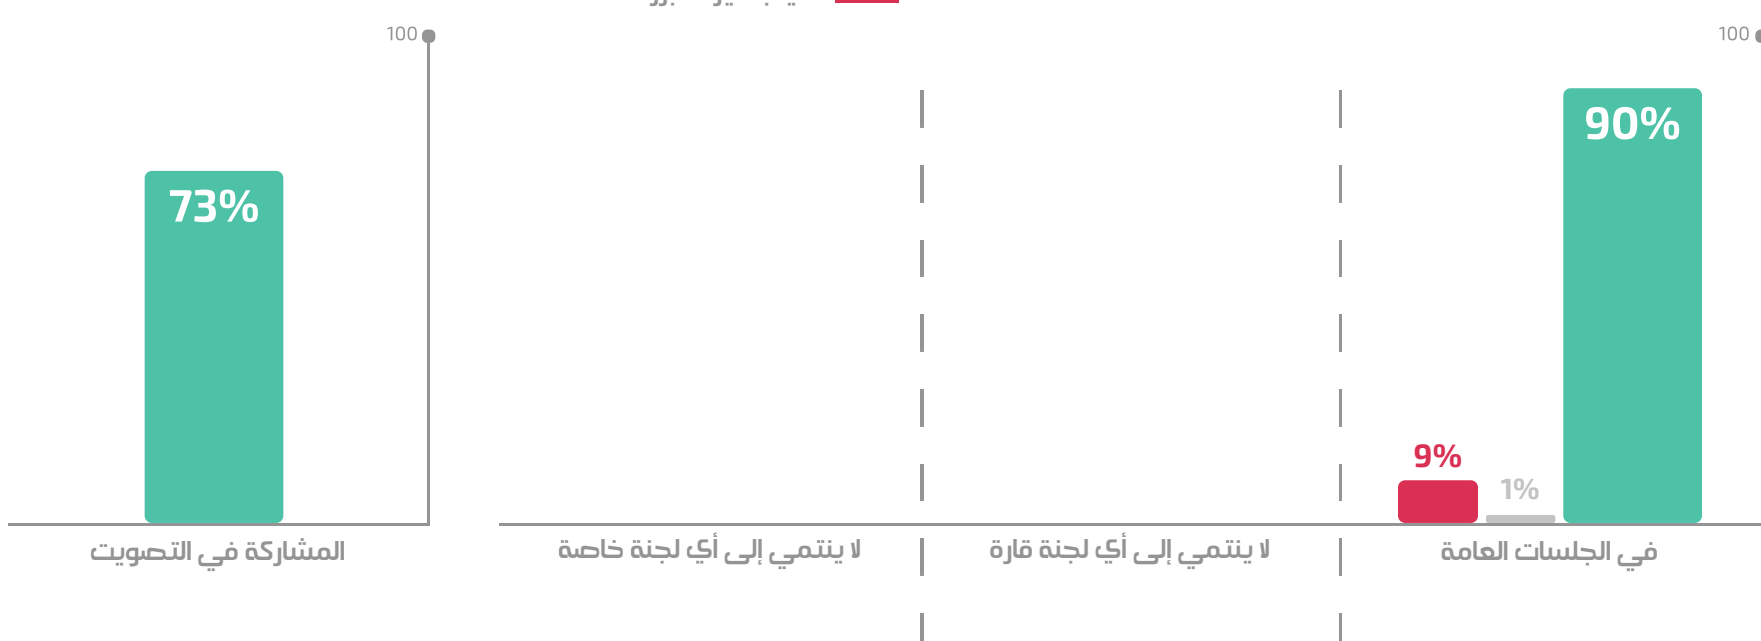 100
90%
1%
9%
في الجلسات العامة
لا ينتمي إلى أي لجنة قارة
لا ينتمي إلى أي لجنة خاصة
100
73%
المشاركة في التصويت